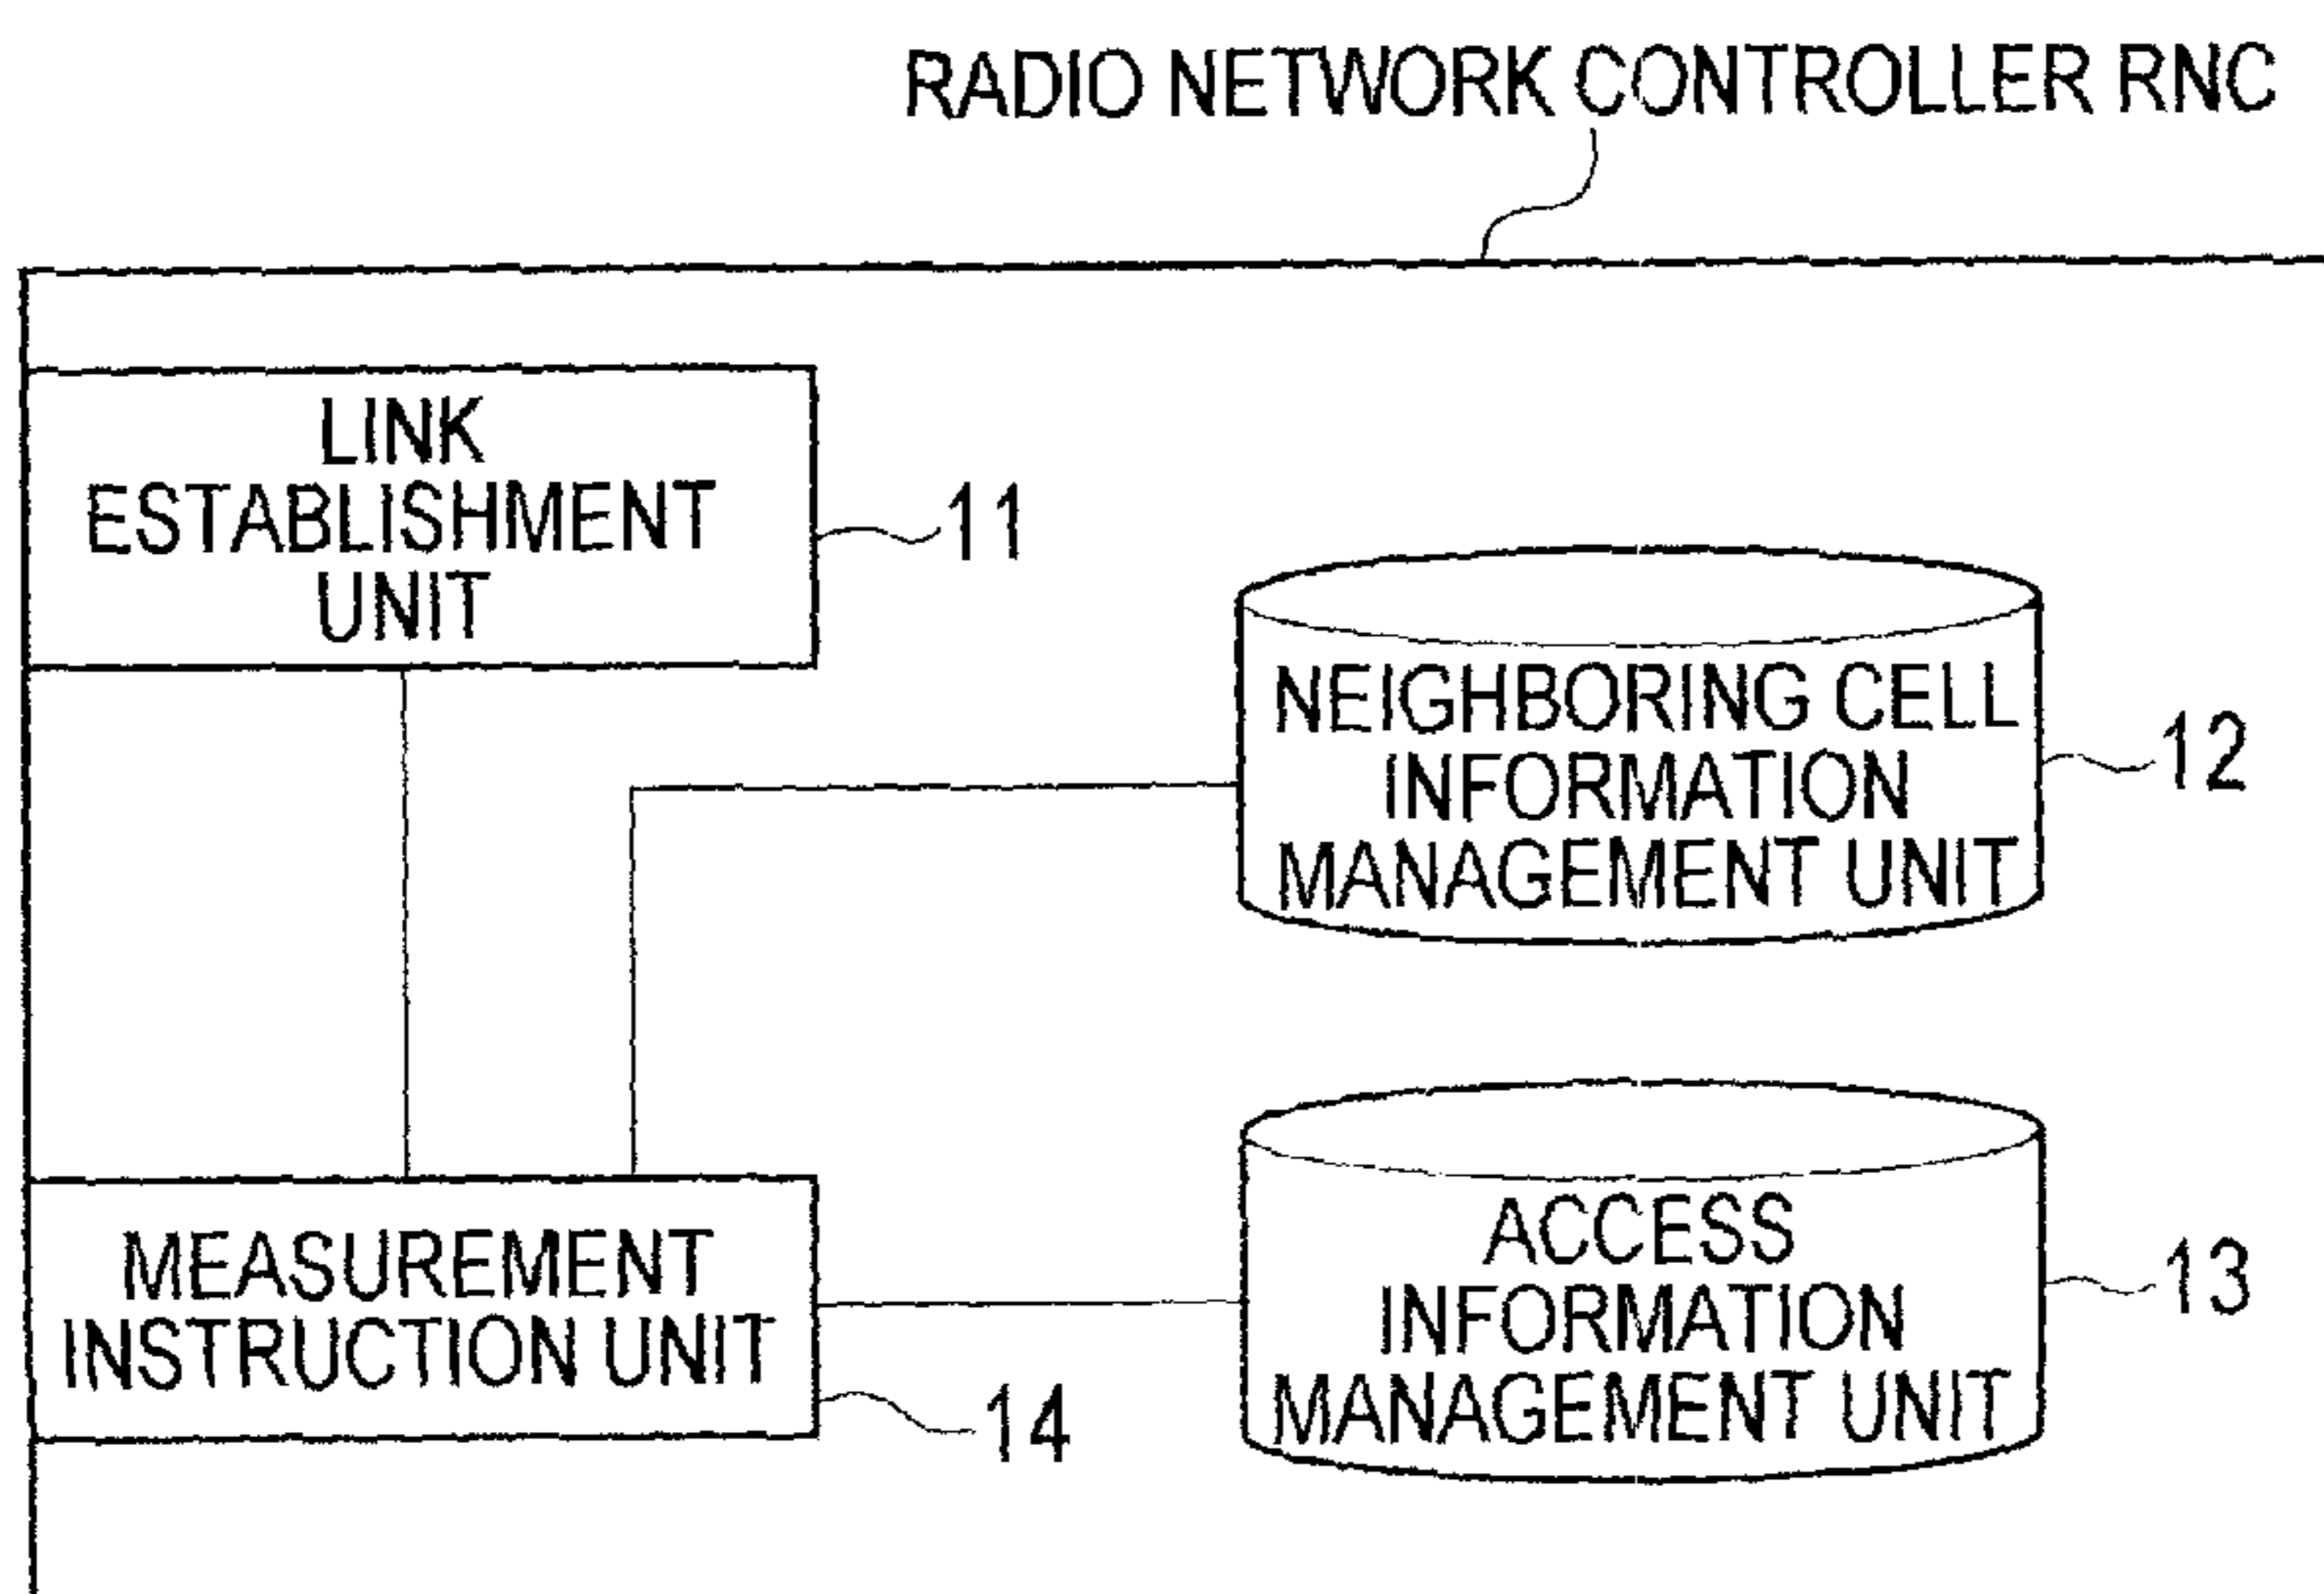 RADIO NETWORK CONTROLLER RNC
LINK
ESTABLISHMENT
UNIT
11
NEIGHBORING CELL
INFORMATION
MANAGEMENT UNIT
12
ACCESS
INFORMATION
MANAGEMENT UNIT
13
MEASUREMENT
INSTRUCTION UNIT
14